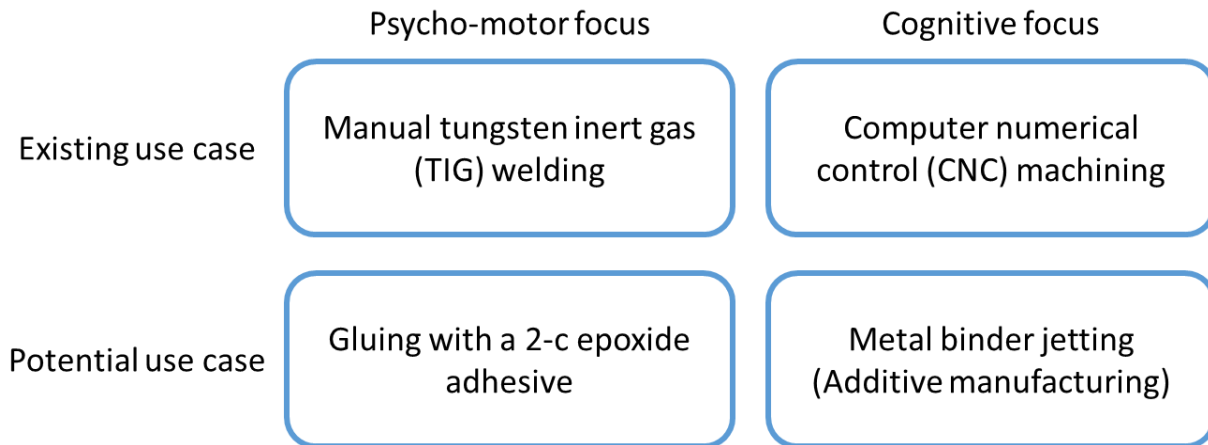 Psycho-motor focus
Cognitive focus
Existing use case
Manual tungsten inert gas
(TIG) welding
Computer numerical
control (CNC) machining
Potential use case
Gluing with a 2-c epoxide
adhesive
Metal binder jetting
(Additive manufacturing)